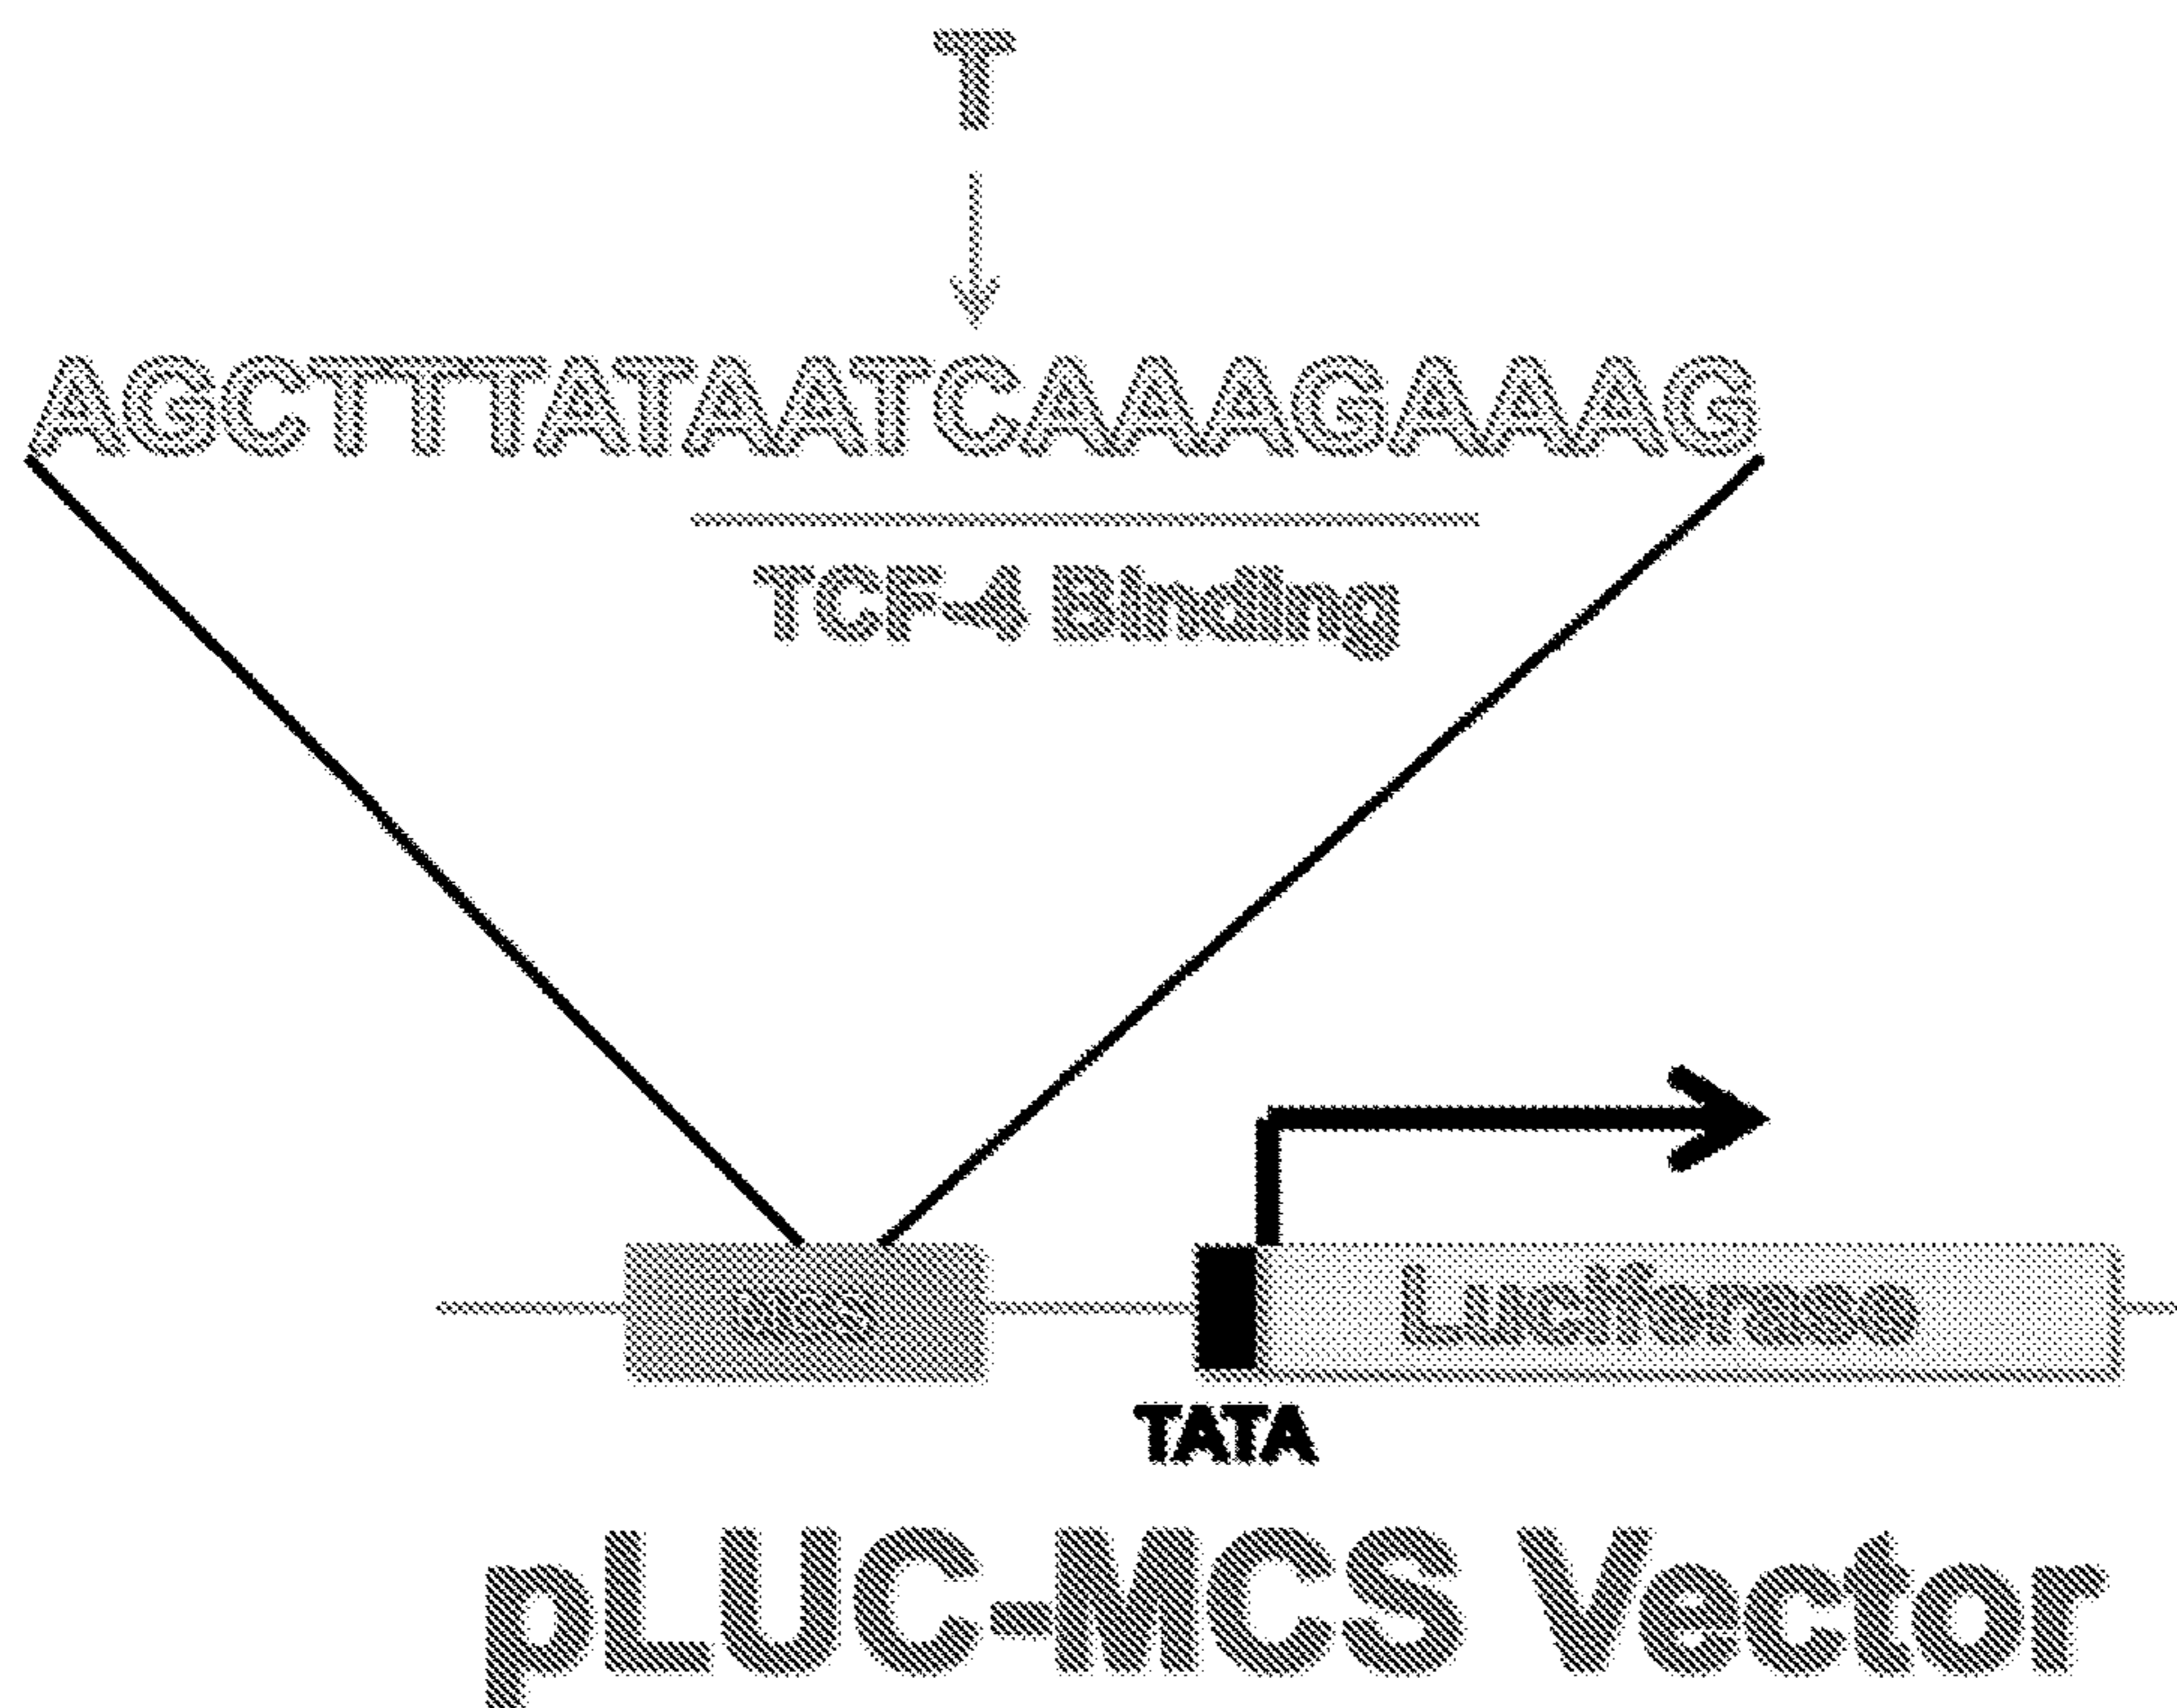 T
AGCTTTATAATCAAAGAAAG
TCF-4 Binding
Luciferase
TATA
pLUC-MCS Vector